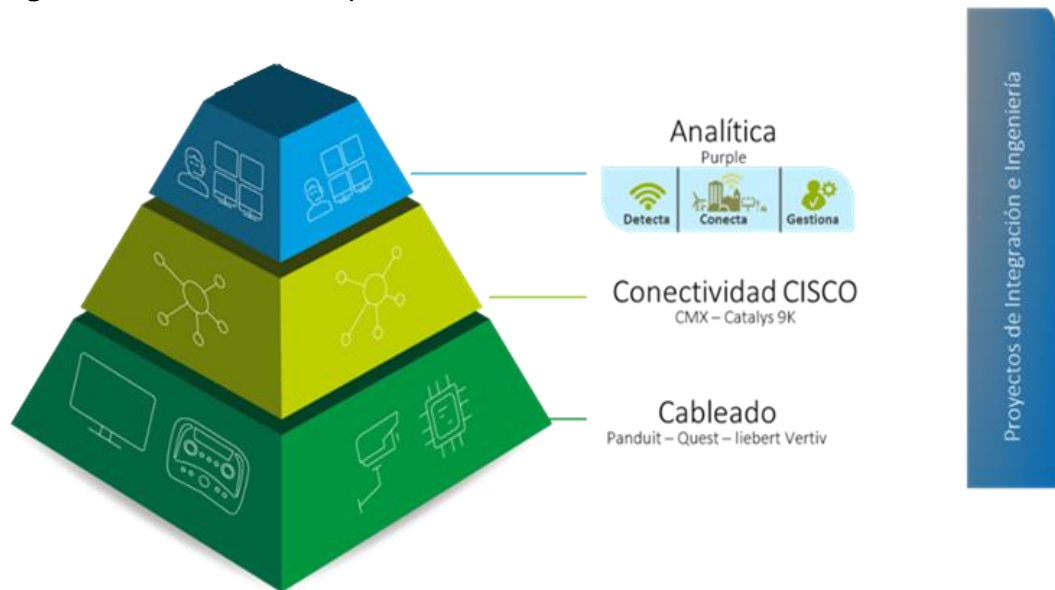 Analítica
Purple
Detecta
Conecta
Gestiona
Conectividad CISCO
CMX – Catalys 9K
Cableado
Panduit – Quest – liebert Vertiv
Proyectos de Integración e Ingeniería